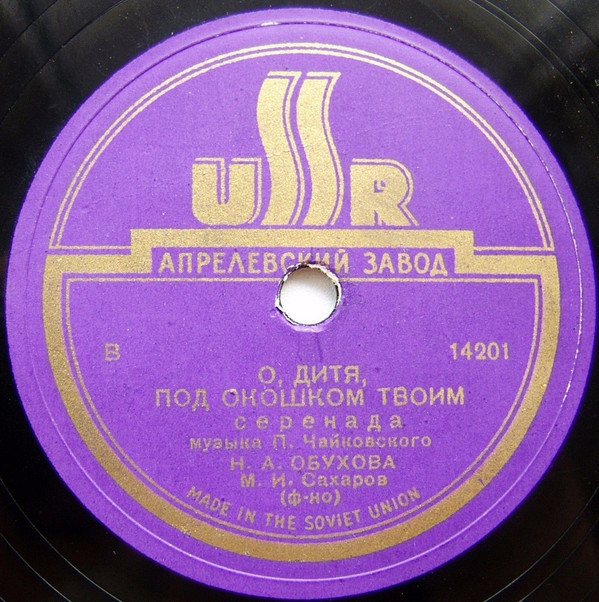 USSR
АПРЕЛЕВСКИЙ ЗАВОД
В 14201
О, ДИТЯ,
ПОД ОКОШКОМ ТВОИМ
серенада
музыка П. Чайковского
Н. А. ОБУХОВА
М. И. Сахаров
(ф-но)
MADE IN THE SOVIET UNION